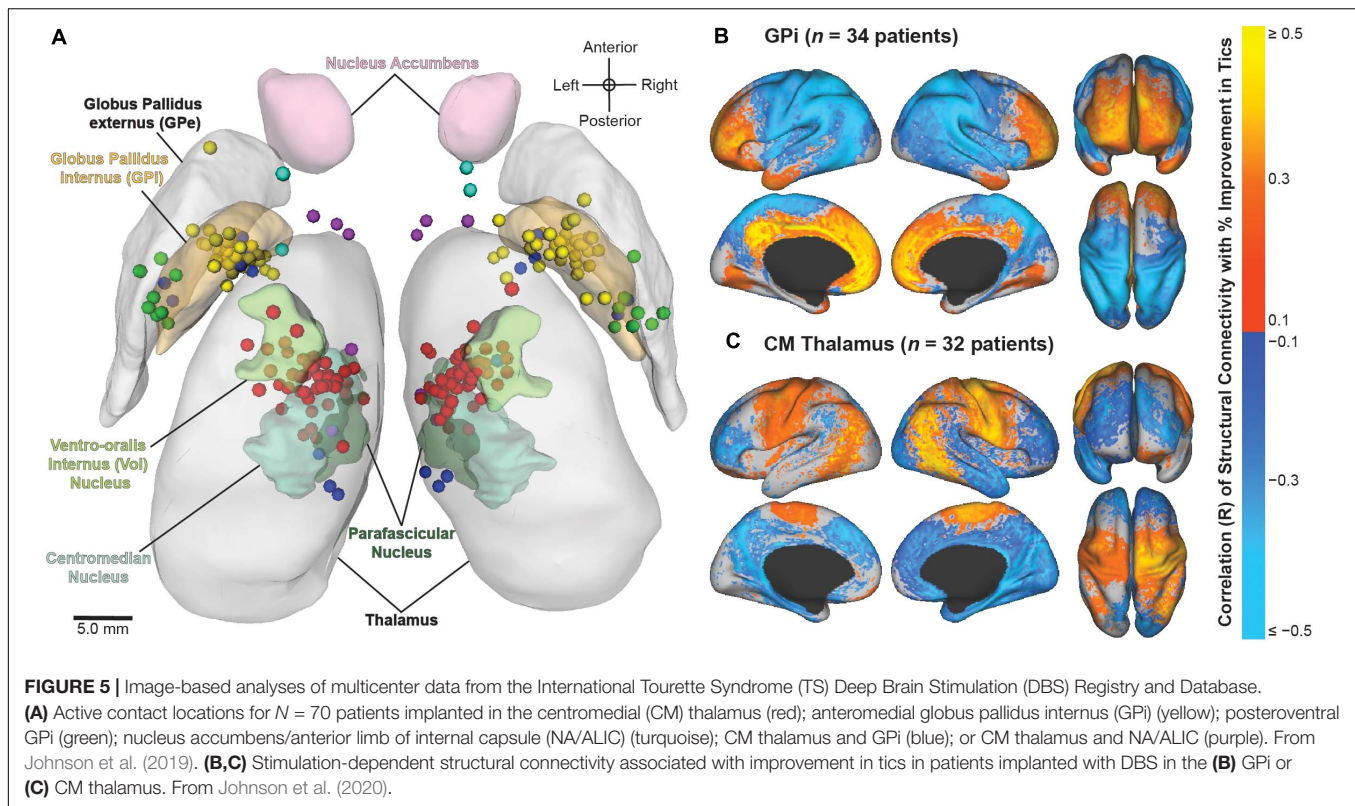 A
Nucleus Accumbens
Anterior
Left
Right
Posterior
Globus Pallidus
externus (GPe)
Globus Pallidus
Internus (GPI)
Ventro-oralis
Internus (VoI)
Nucleus
Centromedian
Nucleus
Parafascicular
Nucleus
Thalamus
5.0 mm
B GPi (n = 34 patients)
C CM Thalamus (n = 32 patients)
Correlation (R) of Structural Connectivity with % Improvement in Tics
≥ 0.5
0.3
0.1
−0.1
−0.3
≤ −0.5
FIGURE 5 | Image-based analyses of multicenter data from the International Tourette Syndrome (TS) Deep Brain Stimulation (DBS) Registry and Database.
(A) Active contact locations for N = 70 patients implanted in the centromedial (CM) thalamus (red); anteromedial globus pallidus internus (GPi) (yellow); posteroventral
GPi (green); nucleus accumbens/anterior limb of internal capsule (NA/ALIC) (turquoise); CM thalamus and GPi (blue); or CM thalamus and NA/ALIC (purple). From
Johnson et al. (2019). (B,C) Stimulation-dependent structural connectivity associated with improvement in tics in patients implanted with DBS in the (B) GPi or
(C) CM thalamus. From Johnson et al. (2020).